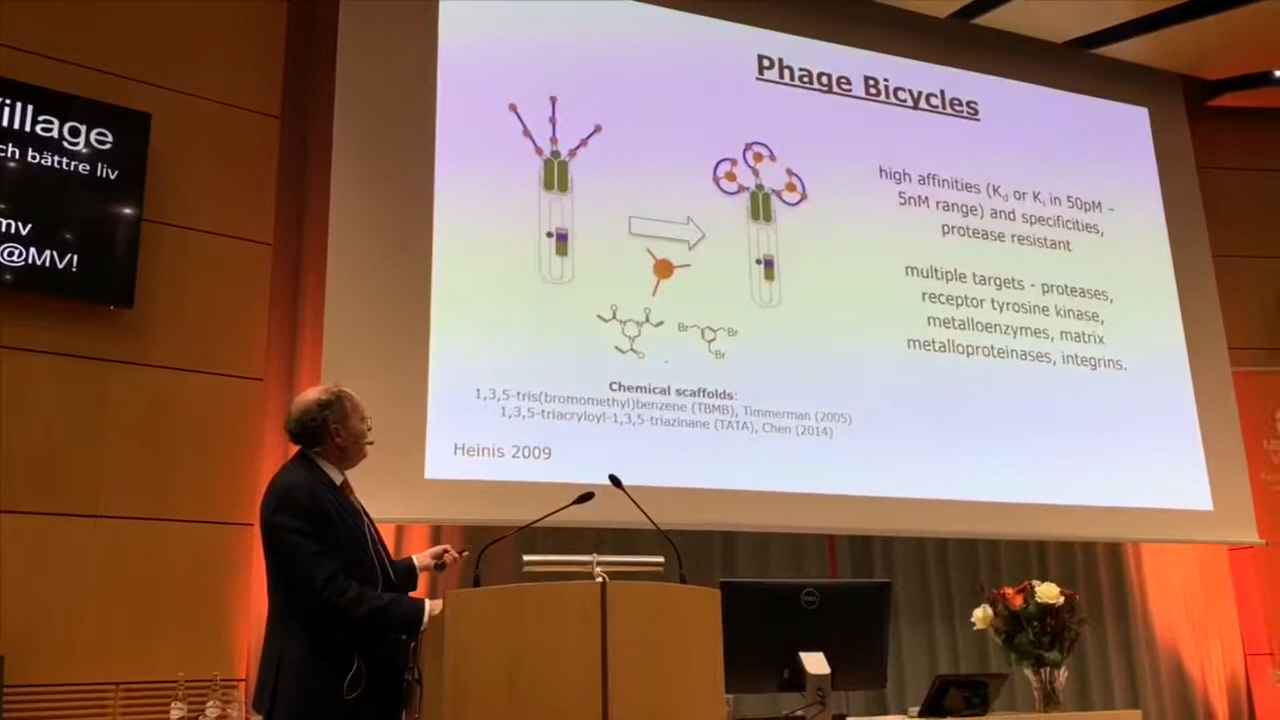 illage
ch bättre liv
mv
@MV!
Phage Bicycles
high affinities (Kd or Ki in 50pM –
5nM range) and specificities,
protease resistant
multiple targets - proteases,
receptor tyrosine kinase,
metalloenzymes, matrix
metalloproteinases, integrins.
O
O
N
N
N
O
Br
Br
Br
Chemical scaffolds:
1,3,5-tris(bromomethyl)benzene (TBMB), Timmerman (2005)
1,3,5-triacryloyl-1,3,5-triazinane (TATA), Chen (2014)
Heinis 2009
DELL